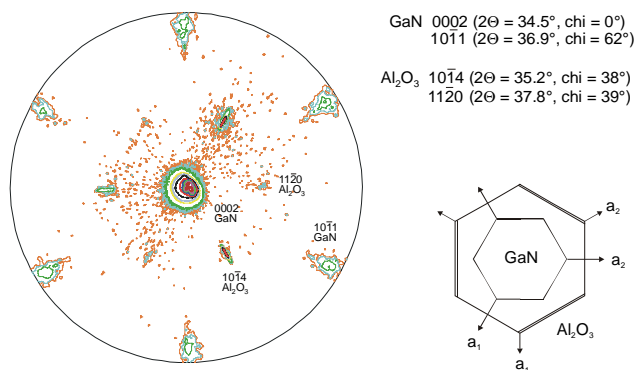 GaN 0002 (2Θ = 34.5°, chi = 0°)
101̄1 (2Θ = 36.9°, chi = 62°)
Al₂O₃ 101̄4 (2Θ = 35.2°, chi = 38°)
112̄0 (2Θ = 37.8°, chi = 39°)
112̄0
Al₂O₃
0002
GaN
101̄1
GaN
101̄4
Al₂O₃
a₂
a₂
GaN
Al₂O₃
a₁
a₁